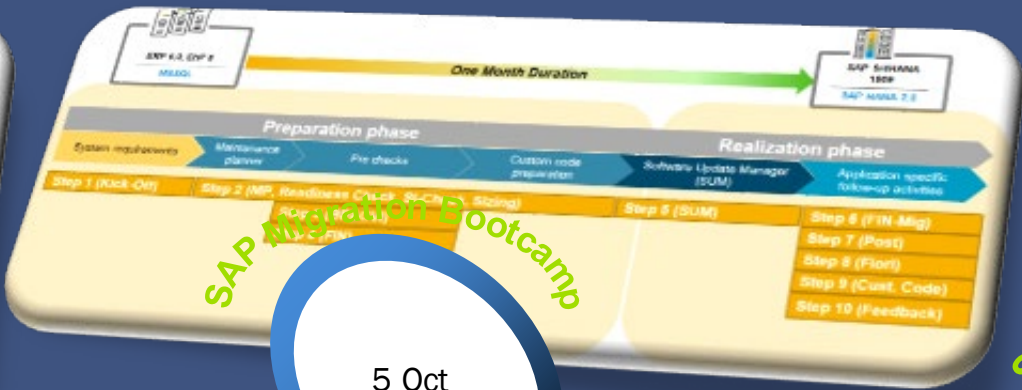 ERP 6.0, EHP 8
MSSQL
One Month Duration
SAP S/4HANA
1809
SAP HANA 2.0
Preparation phase
Realization phase
System requirements
Maintenance
planner
Pre checks
Custom code
preparation
Software Update Manager
(SUM)
Application specific
follow-up activities
Step 1 (Kick-Off)
Step 2 (MP, Readiness Check, SI-Check, Sizing)
Step 5 (SUM)
Step 6 (FIN-Mig)
Step 7 (Post)
Step 8 (Fiori)
Step 9 (Cust. Code)
Step 10 (Feedback)
SAP Migration Bootcamp
5 Oct